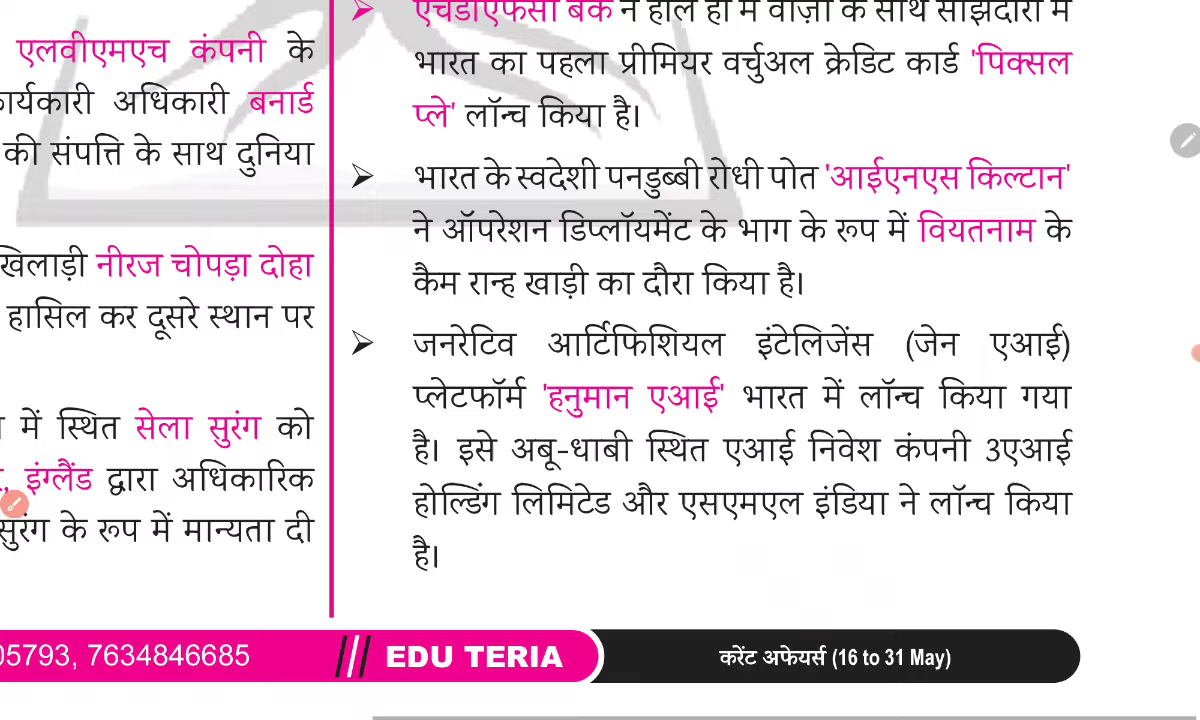 एलवीएमएच कंपनी के
कार्यकारी अधिकारी बनार्ड
की संपत्ति के साथ दुनिया
खिलाड़ी नीरज चोपड़ा दोहा
हासिल कर दूसरे स्थान पर
में स्थित सेला सुरंग को
इंग्लैंड द्वारा अधिकारिक
सुरंग के रूप में मान्यता दी
एचडीएफसी बैंक ने हाल ही में वीज़ा के साथ साझेदारी में
भारत का पहला प्रीमियर वर्चुअल क्रेडिट कार्ड 'पिक्सल
प्ले' लॉन्च किया है।
➢ भारत के स्वदेशी पनडुब्बी रोधी पोत 'आईएनएस किल्टान'
ने ऑपरेशन डिप्लॉयमेंट के भाग के रूप में वियतनाम के
कैम रान्ह खाड़ी का दौरा किया है।
➢ जनरेटिव आर्टिफिशियल इंटेलिजेंस (जेन एआई)
प्लेटफॉर्म 'हनुमान एआई' भारत में लॉन्च किया गया
है। इसे अबू-धाबी स्थित एआई निवेश कंपनी 3एआई
होल्डिंग लिमिटेड और एसएमएल इंडिया ने लॉन्च किया
है।
05793, 7634846685
EDU TERIA
करेंट अफेयर्स (16 to 31 May)